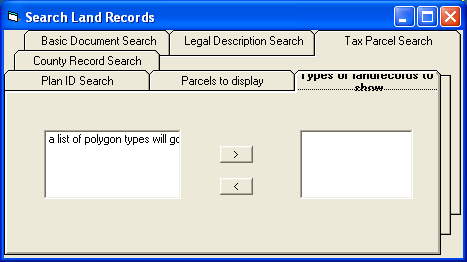 Search Land Records
Basic Document Search
Legal Description Search
Tax Parcel Search
County Record Search
Plan ID Search
Parcels to display
Types of landrecords to
show
a list of polygon types will go
>
<